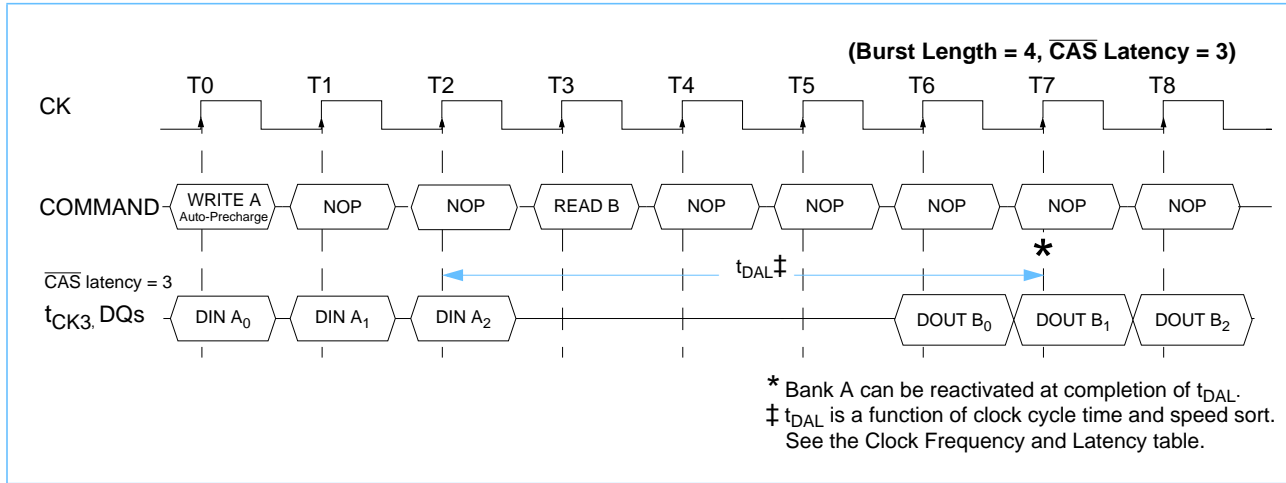 (Burst Length = 4, CAS Latency = 3)
T0 T1 T2 T3 T4 T5 T6 T7 T8
CK
COMMAND WRITE A Auto-Precharge NOP NOP READ B NOP NOP NOP NOP NOP
*
tDAL‡
CAS latency = 3
tCK3, DQs DIN A0 DIN A1 DIN A2 DOUT B0 DOUT B1 DOUT B2
* Bank A can be reactivated at completion of tDAL.
‡ tDAL is a function of clock cycle time and speed sort.
See the Clock Frequency and Latency table.